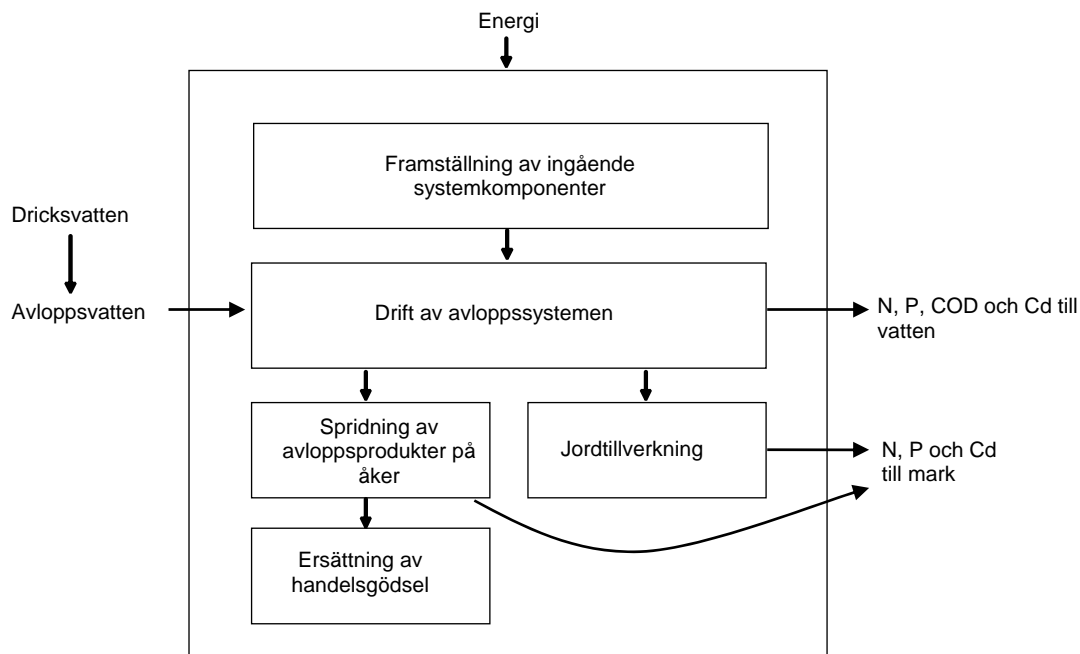 Energi
Framställning av ingående
systemkomponenter
Dricksvatten
Avloppsvatten
Drift av avloppssystemen
N, P, COD och Cd till
vatten
Spridning av
avloppsprodukter på
åker
Jordtillverkning
N, P och Cd
till mark
Ersättning av
handelsgödsel